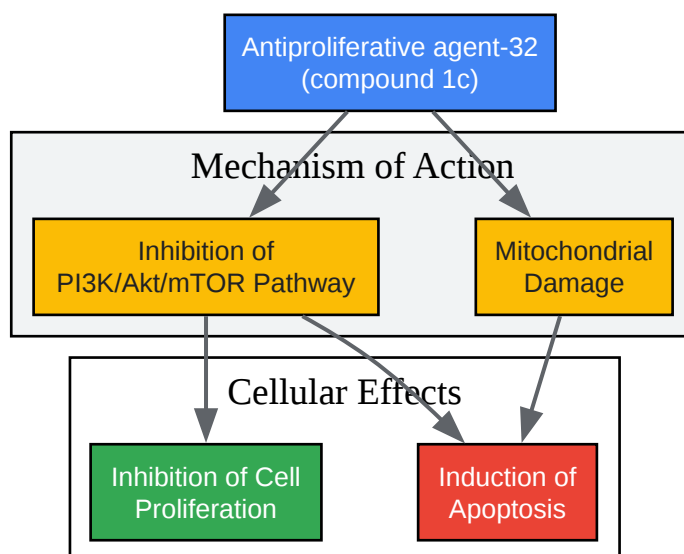 Antiproliferative agent-32
(compound 1c)
Mechanism of Action
Inhibition of
PI3K/Akt/mTOR Pathway
Mitochondrial
Damage
Cellular Effects
Inhibition of Cell
Proliferation
Induction of
Apoptosis